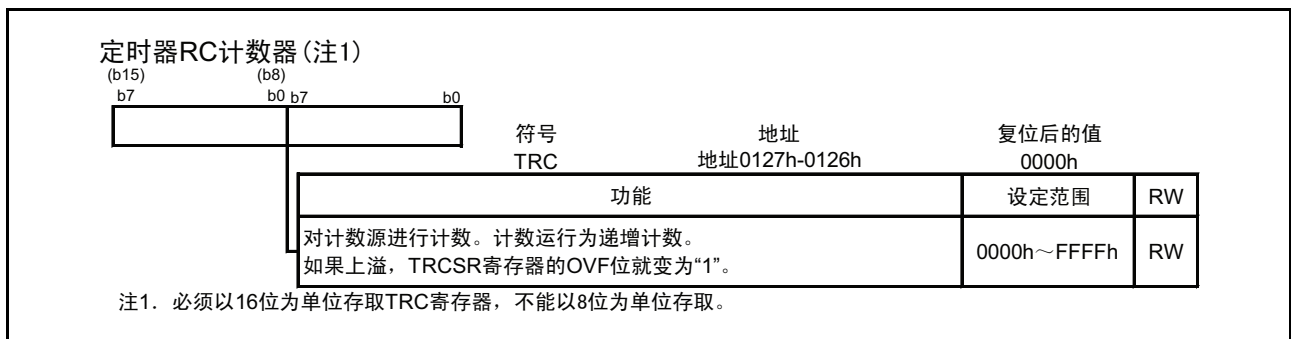 定时器RC计数器(注1)
(b15) (b8)
b7 b0 b7 b0
符号 地址 复位后的值
TRC 地址0127h-0126h 0000h
功能 设定范围 RW
对计数源进行计数。计数运行为递增计数。
如果上溢，TRCSR寄存器的OVF位就变为“1”。
0000h～FFFFh RW
注1. 必须以16位为单位存取TRC寄存器，不能以8位为单位存取。